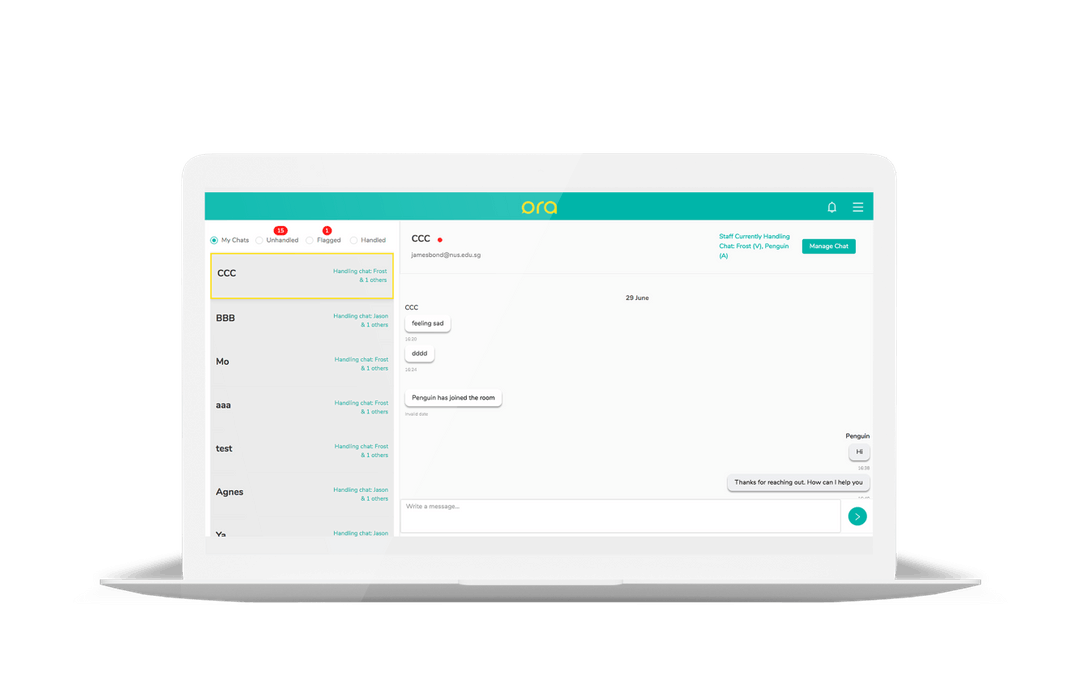 ora
15
1
My Chats
Unhandled
Flagged
Handled
CCC
Handling chat: Frost
& 1 others
BBB
Handling chat: Jason
& 1 others
Mo
Handling chat: Frost
& 1 others
aaa
Handling chat: Frost
& 1 others
test
Handling chat: Frost
& 1 others
Agnes
Handling chat: Jason
& 1 others
Ya
Handling chat: Jason
CCC
jamesbond@nus.edu.sg
Staff Currently Handling
Chat: Frost (V), Penguin
(A)
Manage Chat
29 June
CCC
feeling sad
16:20
dddd
16:24
Penguin has joined the room
Invalid date
Penguin
Hi
16:38
Thanks for reaching out. How can I help you
Write a message...